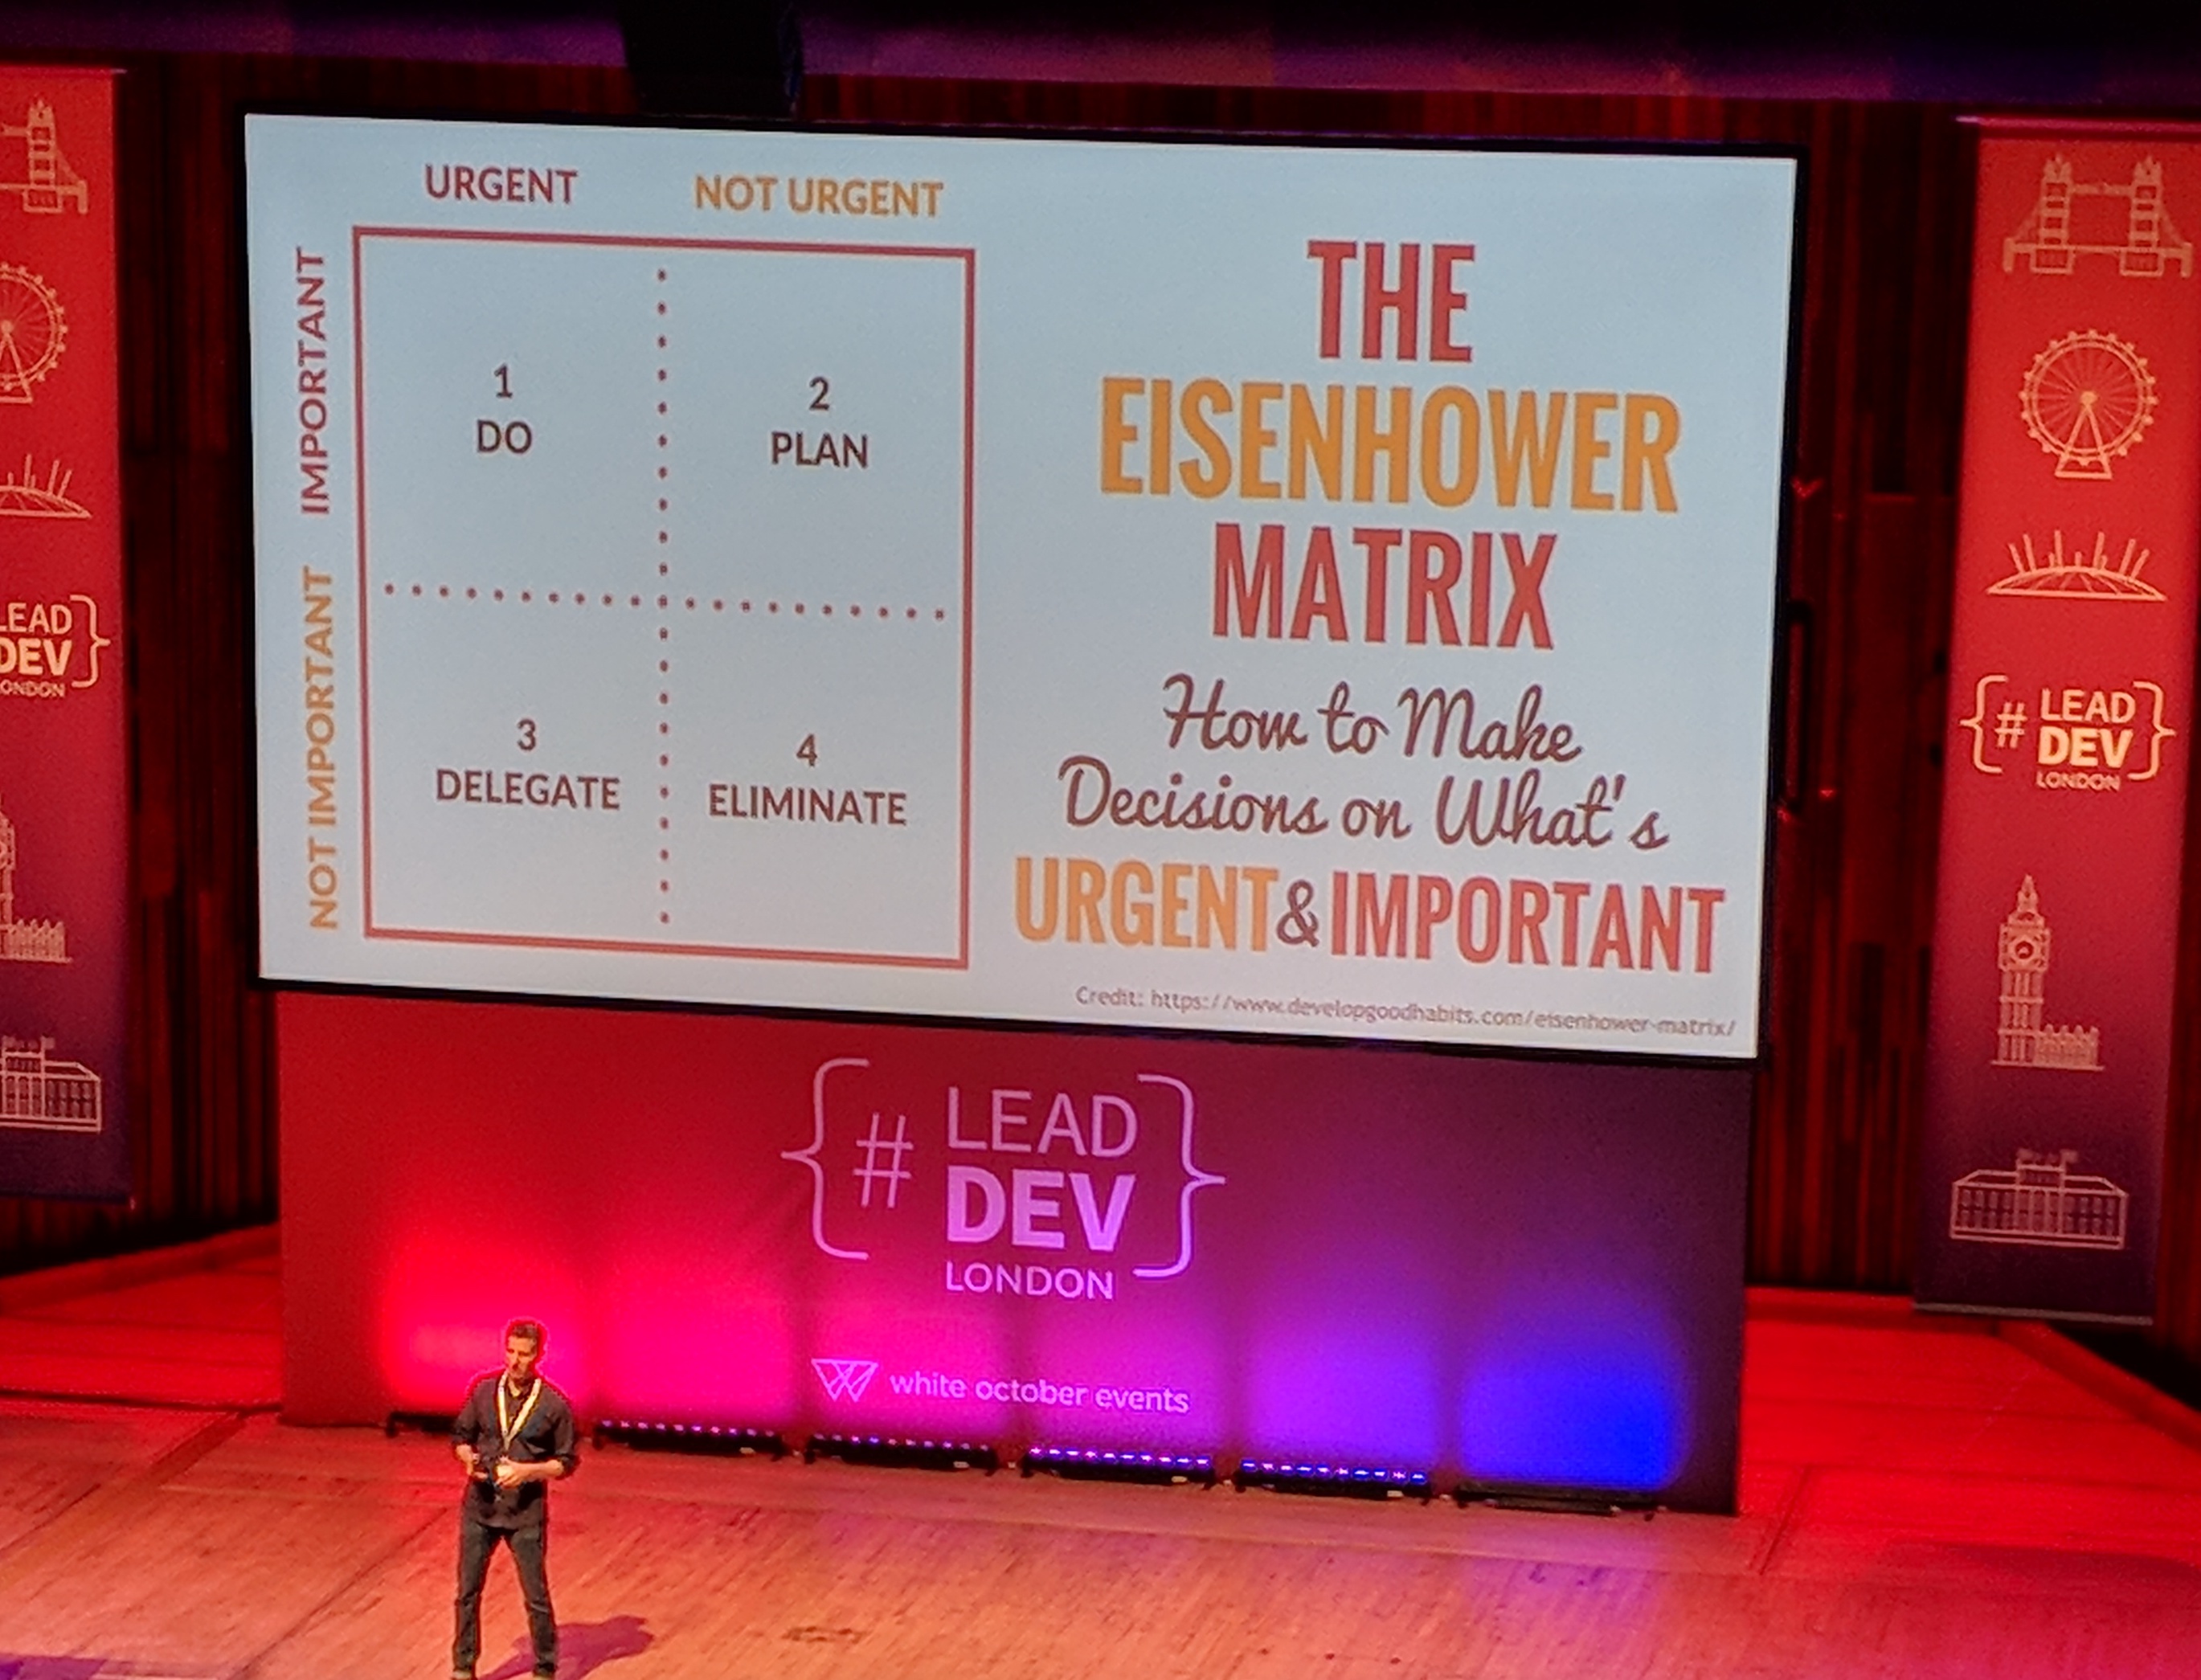 URGENT
NOT URGENT
IMPORTANT
NOT IMPORTANT
1
DO
2
PLAN
3
DELEGATE
4
ELIMINATE
THE
EISENHOWER
MATRIX
How to Make
Decisions on What's
URGENT & IMPORTANT
Credit: https://www.developgoodhabits.com/eisenhower-matrix/
LEAD
DEV
ONDON
{# LEAD
DEV}
LONDON
{# LEAD
DEV}
LONDON
white october events